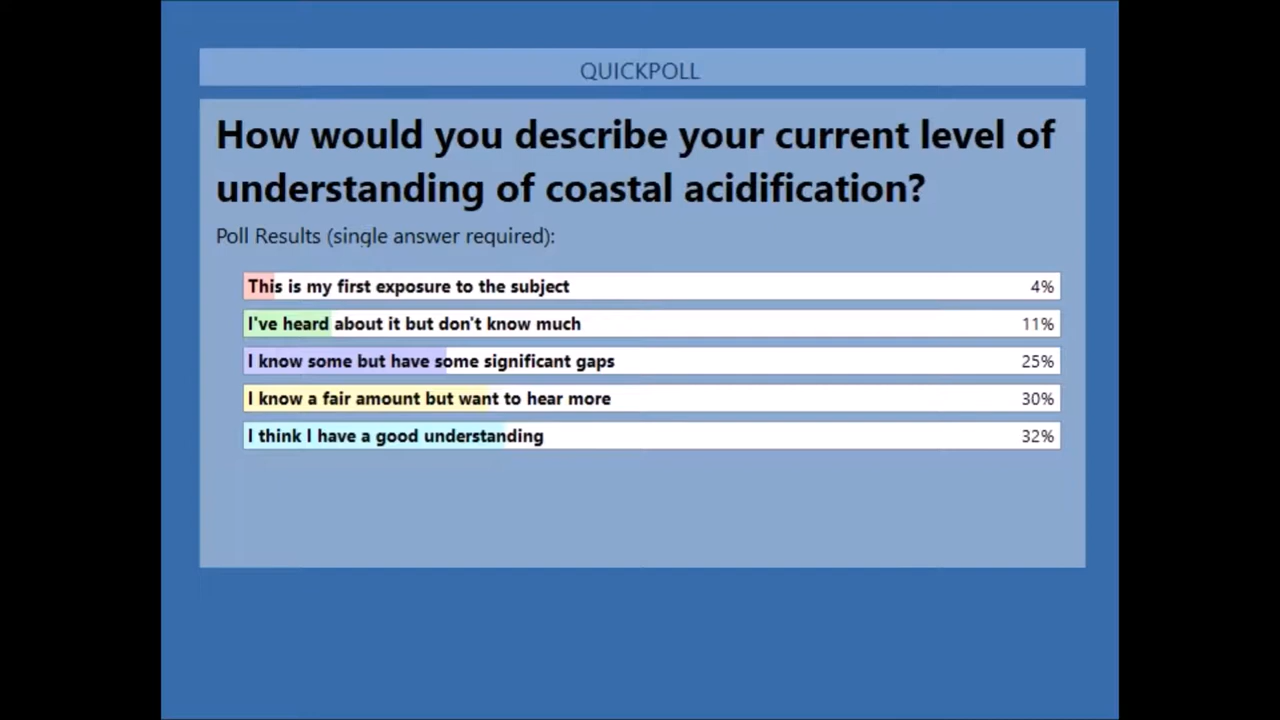 QUICKPOLL
How would you describe your current level of
understanding of coastal acidification?
Poll Results (single answer required):
This is my first exposure to the subject 4%
I've heard about it but don't know much 11%
I know some but have some significant gaps 25%
I know a fair amount but want to hear more 30%
I think I have a good understanding 32%